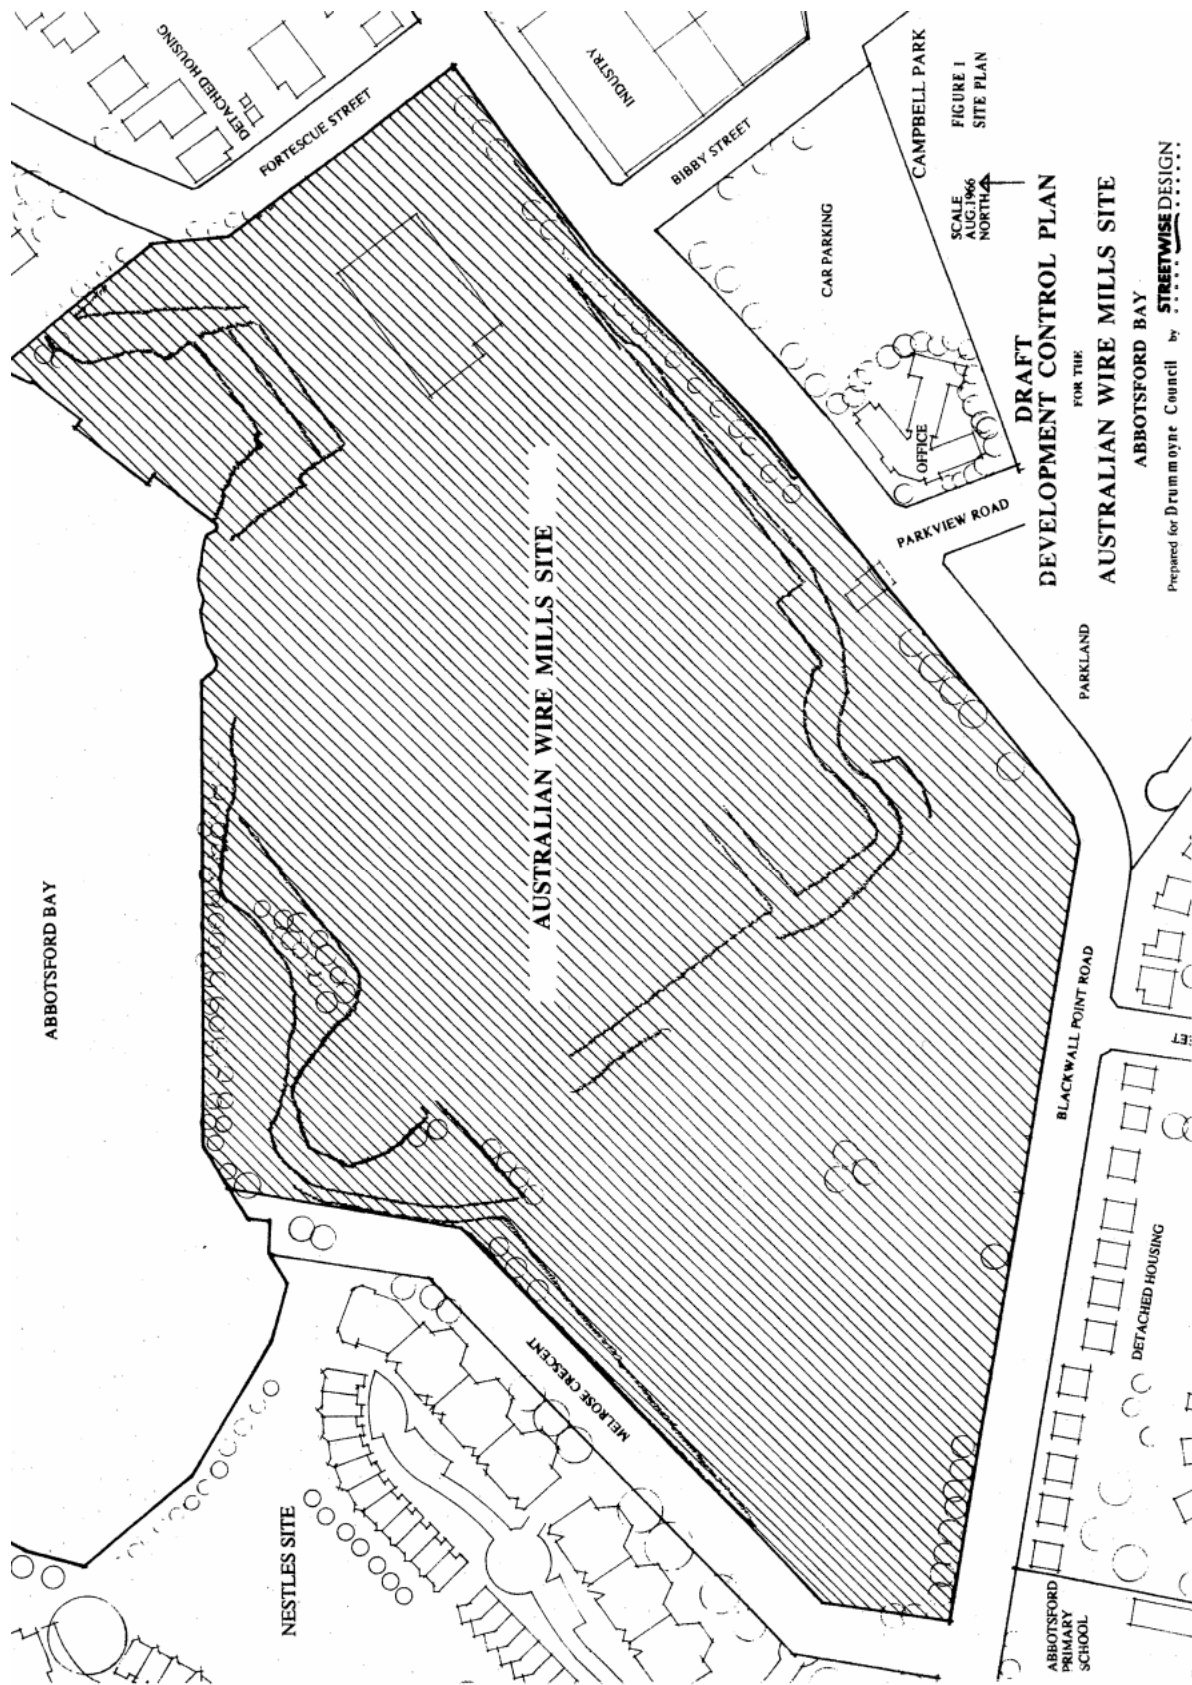 DETACHED HOUSING
FORTESCUE STREET
INDUSTRY
BIBBY STREET
CAMPBELL PARK
FIGURE 1
SITE PLAN
SCALE
AUG.1966
NORTH
CAR PARKING
OFFICE
PARKVIEW ROAD
PARKLAND
DRAFT
DEVELOPMENT CONTROL PLAN
FOR THE
AUSTRALIAN WIRE MILLS SITE
ABBOTSFORD BAY
Prepared for Drummoyne Council by STREETWISE DESIGN
AUSTRALIAN WIRE MILLS SITE
ABBOTSFORD BAY
BLACKWALL POINT ROAD
DETACHED HOUSING
MELROSE CRESCENT
NESTLES SITE
ABBOTSFORD
PRIMARY
SCHOOL